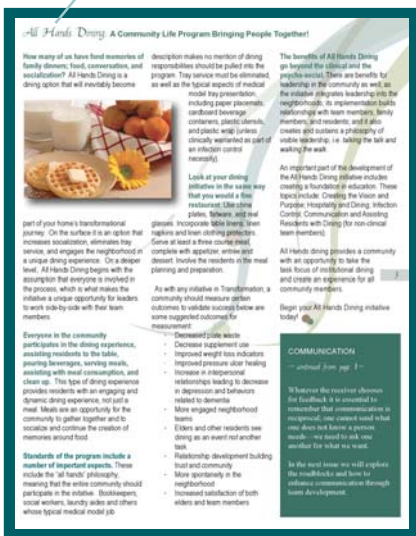 All Hands Dining: A Community Life Program Bringing People Together!
How many of us have fond memories of
family dinners; food, conversation, and
socialization? All Hands Dining is a
dining option that will inevitably become
part of your home's transformational
journey. On the surface it is an option that
increases socialization, eliminates tray
service, and engages the neighborhood in
a unique dining experience. On a deeper
level, All Hands Dining begins with the
assumption that everyone is involved in
the process, which is what makes the
initiative a unique opportunity for leaders
to work side-by-side with their team
members.
Everyone in the community
participates in the dining experience,
assisting residents to the table,
pouring beverages, serving meals,
assisting with meal consumption, and
clean up. This type of dining experience
provides residents with an engaging and
dynamic dining experience, not just a
meal. Meals are an opportunity for the
community to gather together and to
socialize and continue the creation of
memories around food.
Standards of the program include a
number of important aspects. These
include the 'all hands' philosophy,
meaning that the entire community should
participate in the initiative. Bookkeepers,
social workers, laundry aides and others
whose typical medical model job
description makes no mention of dining
responsibilities should be pulled into the
program. Tray service must be eliminated,
as well as the typical aspects of medical
model tray presentation,
including paper placemats,
cardboard beverage
containers, plastic utensils,
and plastic wrap (unless
clinically warranted as part of
an infection control
necessity).
Look at your dining
initiative in the same way
that you would a fine
restaurant. Use china
plates, flatware, and real
glasses. Incorporate table linens, linen
napkins and linen clothing protectors.
Serve at least a three course meal,
complete with appetizer, entrée and
dessert. Involve the residents in the meal
planning and preparation.
As with any initiative in Transformation, a
community should measure certain
outcomes to validate success below are
some suggested outcomes for
measurement:
- Decreased plate waste
- Decrease supplement use
- Improved weight loss indicators
- Improved pressure ulcer healing
- Increase in interpersonal
relationships leading to decrease
in depression and behaviors
related to dementia
- More engaged neighborhood
teams
- Elders and other residents see
dining as an event not another
task
- Relationship development building
trust and community
- More spontaneity in the
neighborhood
- Increased satisfaction of both
elders and team members
The benefits of All Hands Dining
go beyond the clinical and the
psycho-social. There are benefits for
leadership in the community as well, as
the initiative integrates leadership into the
neighborhoods, its implementation builds
relationships with team members, family
members, and residents; and it also
creates and sustains a philosophy of
visible leadership, i.e. talking the talk and
walking the walk.
An important part of the development of
the All Hands Dining initiative includes
creating a foundation in education. These
topics include: Creating the Vision and
Purpose, Hospitality and Dining, Infection
Control, Communication and Assisting
Residents with Dining (for non-clinical
team members).
All Hands dining provides a community
with an opportunity to take the
task focus of institutional dining
and create an experience for all
community members.
Begin your All Hands Dining initiative
today!
3
COMMUNICATION
— continued from page 1 —
Whatever the receiver chooses
for feedback it is essential to
remember that communication is
reciprocal; one cannot send what
one does not know a person
needs—we need to ask one
another for what we want.
In the next issue we will explore
the roadblocks and how to
enhance communication through
team development.